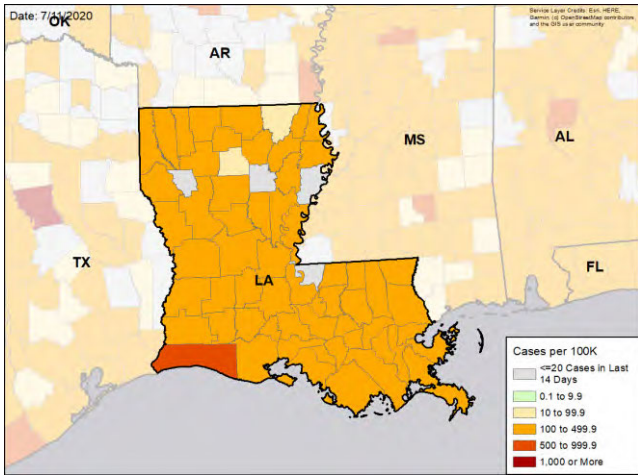 Date: 7/11/2020
Service Layer Credits: Esri, HERE,
Garmin, (c) OpenStreetMap contributors,
and the GIS user community
OK
AR
MS
AL
TX
LA
FL
Cases per 100K
<=20 Cases in Last
14 Days
0.1 to 9.9
10 to 99.9
100 to 499.9
500 to 999.9
1,000 or More